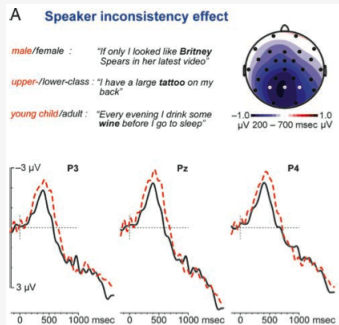 A
Speaker inconsistency effect
male/female : "If only I looked like Britney
Spears in her latest video"
upper-/lower-class : "I have a large tattoo on my
back"
young child/adult : "Every evening I drink some
wine before I go to sleep"
-1.0 1.0
µV 200 – 700 msec µV
–3 µV P3 Pz P4
3 µV
0 500 1000 msec 0 500 1000 msec 0 500 1000 msec